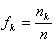 f_k = n_k / n